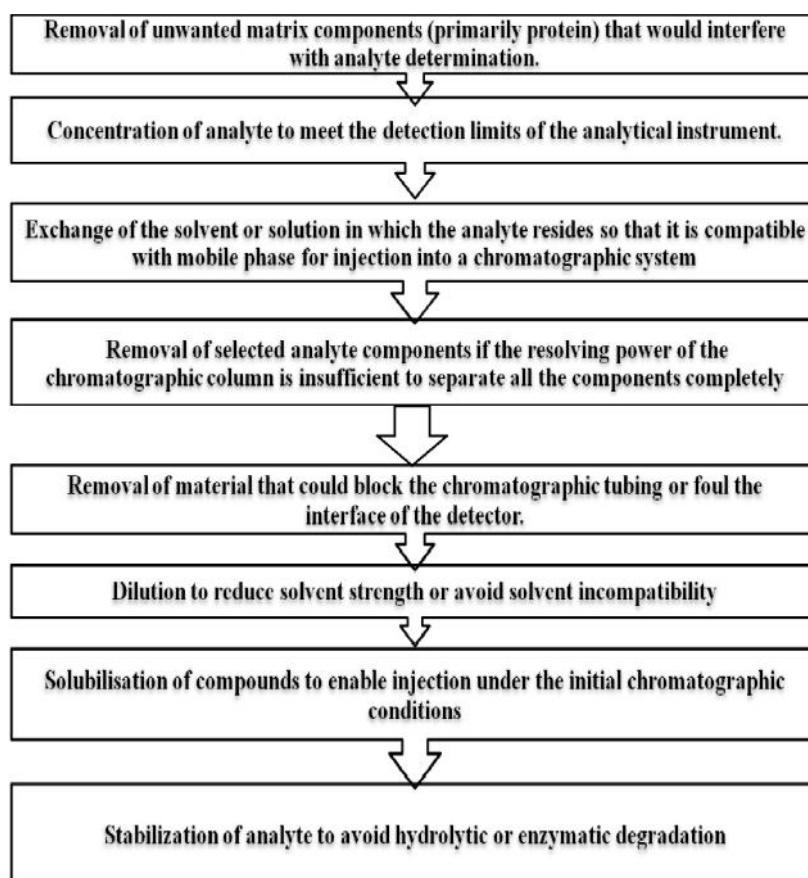 Removal of unwanted matrix components (primarily protein) that would interfere
with analyte determination.
Concentration of analyte to meet the detection limits of the analytical instrument.
Exchange of the solvent or solution in which the analyte resides so that it is compatible
with mobile phase for injection into a chromatographic system
Removal of selected analyte components if the resolving power of the
chromatographic column is insufficient to separate all the components completely
Removal of material that could block the chromatographic tubing or foul the
interface of the detector.
Dilution to reduce solvent strength or avoid solvent incompatibility
Solubilisation of compounds to enable injection under the initial chromatographic
conditions
Stabilization of analyte to avoid hydrolytic or enzymatic degradation